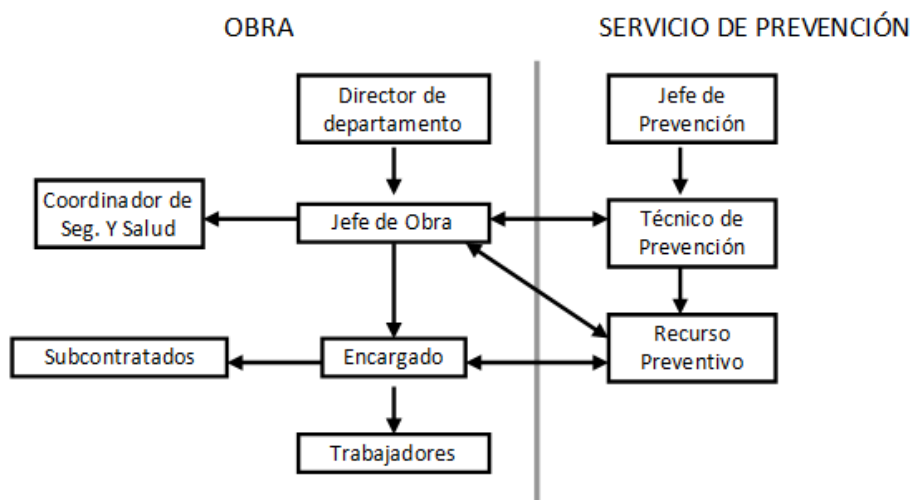 OBRA
SERVICIO DE PREVENCIÓN
Director de
departamento
Jefe de
Prevención
Coordinador de
Seg. Y Salud
Jefe de Obra
Técnico de
Prevención
Subcontratados
Encargado
Recurso
Preventivo
Trabajadores